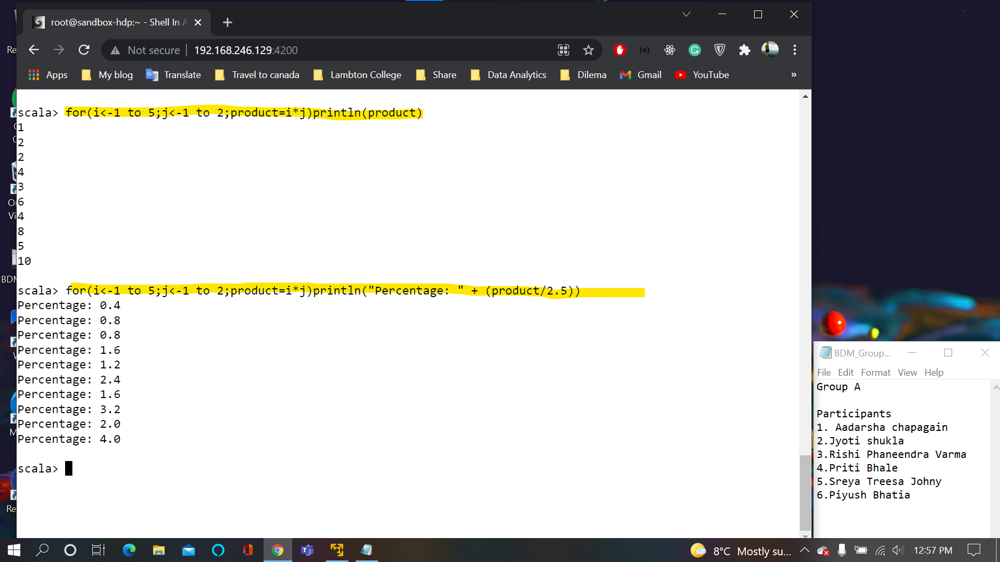 root@sandbox-hdp:~ - Shell In A
Not secure
192.168.246.129:4200
Apps
My blog
Translate
Travel to canada
Lambton College
Share
Data Analytics
Dilema
Gmail
YouTube
»
scala> for(i<-1 to 5;j<-1 to 2;product=i*j)println(product)
1
2
2
4
3
6
4
8
5
10
scala> for(i<-1 to 5;j<-1 to 2;product=i*j)println("Percentage: " + (product/2.5))
Percentage: 0.4
Percentage: 0.8
Percentage: 0.8
Percentage: 1.6
Percentage: 1.2
Percentage: 2.4
Percentage: 1.6
Percentage: 3.2
Percentage: 2.0
Percentage: 4.0
scala>
Re
Vi
BDM
Re
BDM_Group...
File Edit Format View Help
Group A
Participants
1. Aadarsha chapagain
2.Jyoti shukla
3.Rishi Phaneendra Varma
4.Priti Bhale
5.Sreya Treesa Johny
6.Piyush Bhatia
8°C Mostly su...
12:57 PM